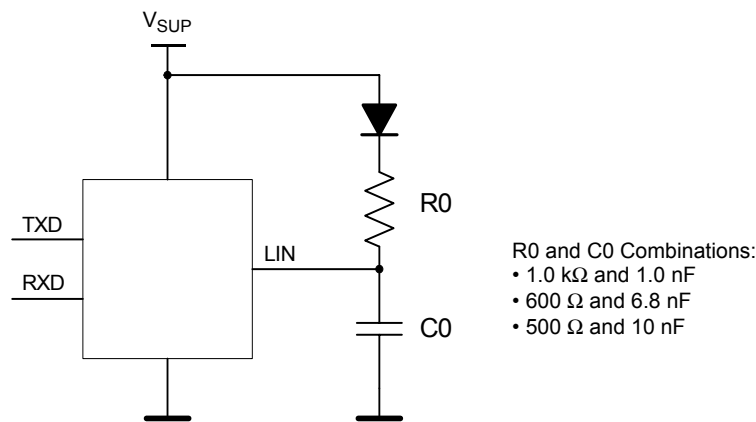 VSUP
R0
TXD
LIN
RXD
C0
R0 and C0 Combinations:
• 1.0 kΩ and 1.0 nF
• 600 Ω and 6.8 nF
• 500 Ω and 10 nF